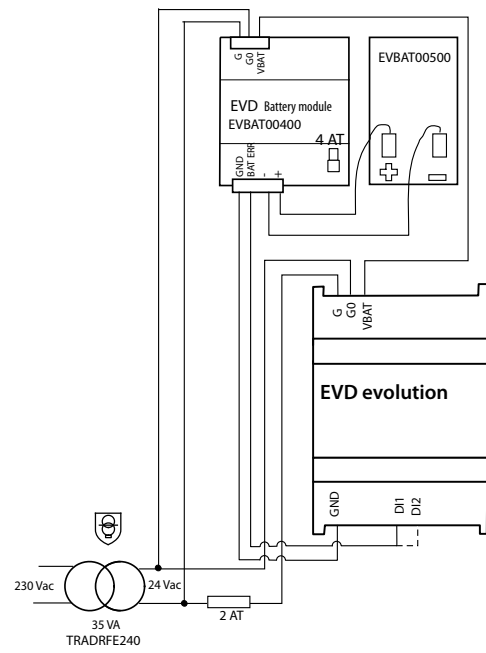 G
G0
VBAT
EVD Battery module
EVBAT00400
4 AT
GND
BAT ERR
-
+
EVBAT00500
G
G0
VBAT
EVD evolution
GND
DI1
DI2
230 Vac
24 Vac
35 VA
TRADRFE240
2 AT